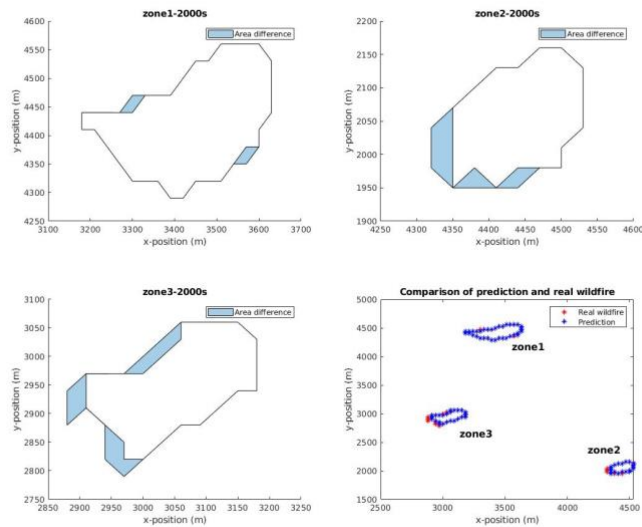 zone1-2000s
Area difference
y-position (m)
4600
4550
4500
4450
4400
4350
4300
4250
3100 3200 3300 3400 3500 3600 3700
x-position (m)
zone2-2000s
Area difference
y-position (m)
2200
2150
2100
2050
2000
1950
1900
4250 4300 4350 4400 4450 4500 4550 4600
x-position (m)
zone3-2000s
Area difference
y-position (m)
3100
3050
3000
2950
2900
2850
2800
2750
2850 2900 2950 3000 3050 3100 3150 3200 3250
x-position (m)
Comparison of prediction and real wildfire
Real wildfire
Prediction
zone1
zone3
zone2
y-position (m)
5000
4500
4000
3500
3000
2500
2000
1500
2500 3000 3500 4000 4500
x-position (m)